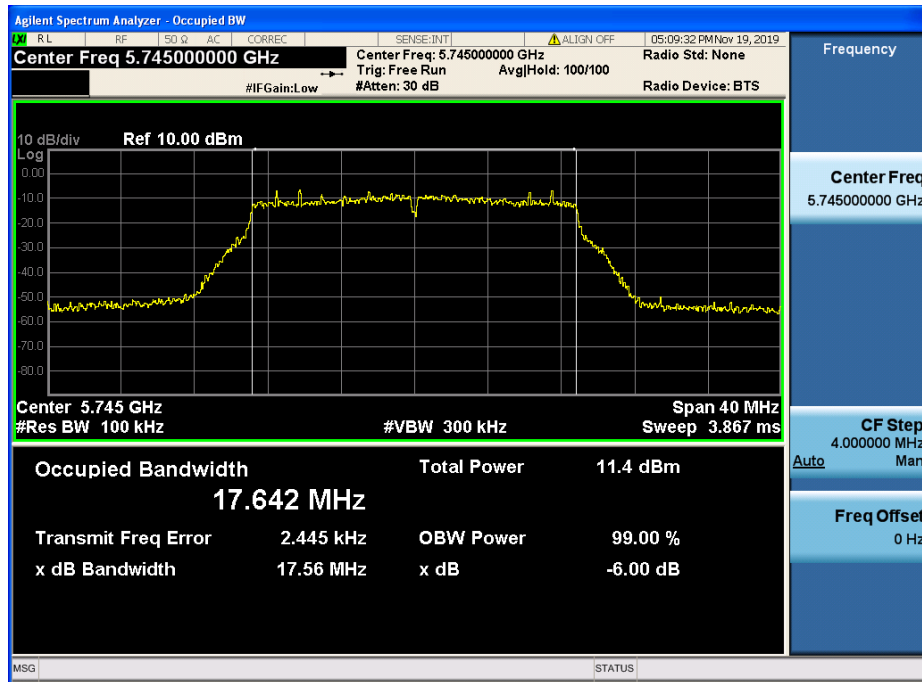 Agilent Spectrum Analyzer - Occupied BW
LXI RL RF 50 Ω AC CORREC SENSE:INT ALIGN OFF 05:09:32 PM Nov 19, 2019
Center Freq 5.745000000 GHz
Center Freq: 5.745000000 GHz
Radio Std: None
Trig: Free Run Avg|Hold: 100/100
#IFGain:Low
#Atten: 30 dB
Radio Device: BTS
10 dB/div Ref 10.00 dBm
Log
0.00
-10.0
-20.0
-30.0
-40.0
-50.0
-60.0
-70.0
-80.0
Center 5.745 GHz
Span 40 MHz
#Res BW 100 kHz
#VBW 300 kHz
Sweep 3.867 ms
Occupied Bandwidth
Total Power 11.4 dBm
17.642 MHz
Transmit Freq Error 2.445 kHz
OBW Power 99.00 %
x dB Bandwidth 17.56 MHz
x dB -6.00 dB
MSG
STATUS
Frequency
Center Freq
5.745000000 GHz
CF Step
4.000000 MHz
Auto Man
Freq Offset
0 Hz